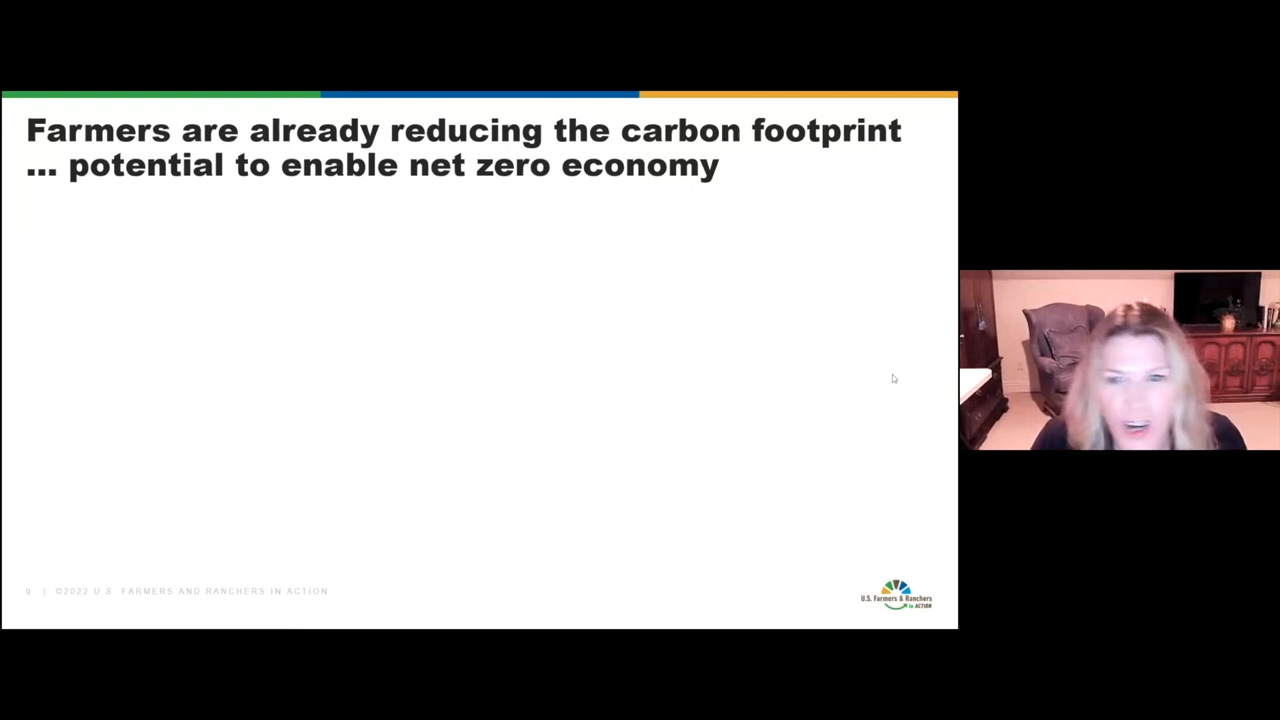 Farmers are already reducing the carbon footprint
... potential to enable net zero economy
9 | ©2022 U.S. FARMERS AND RANCHERS IN ACTION
U.S. Farmers & Ranchers
in ACTION